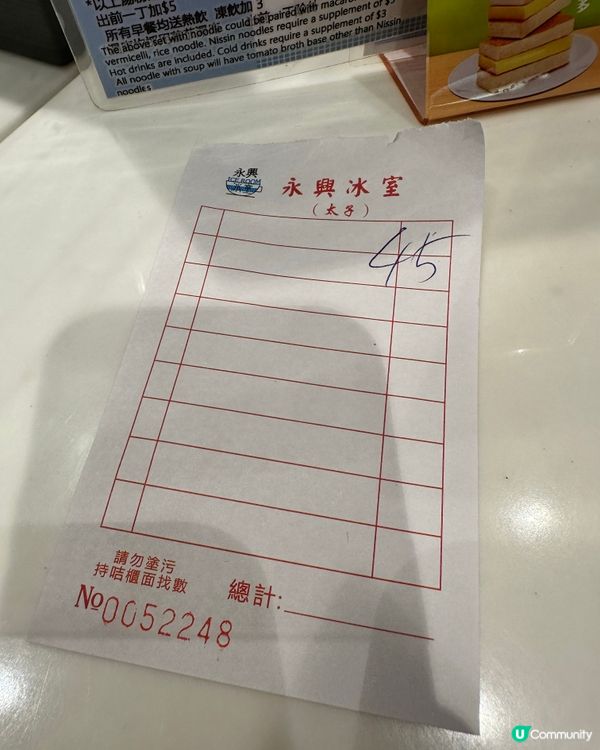 出前一丁加$5
所有早餐均送熱飲 凍飲加 3
The above set with noodle could be paired with macaro
vermicelli, rice noodle. Nissin noodles require a supplement of $5
Hot drinks are included. Cold drinks require a supplement of $3
All noodle with soup will have tomato broth base other than Nissin
noodles
永興
ICE ROOM
永興冰室
(太子)
45
請勿塗污
持咭櫃面找數
總計:
No 0052248
U Community